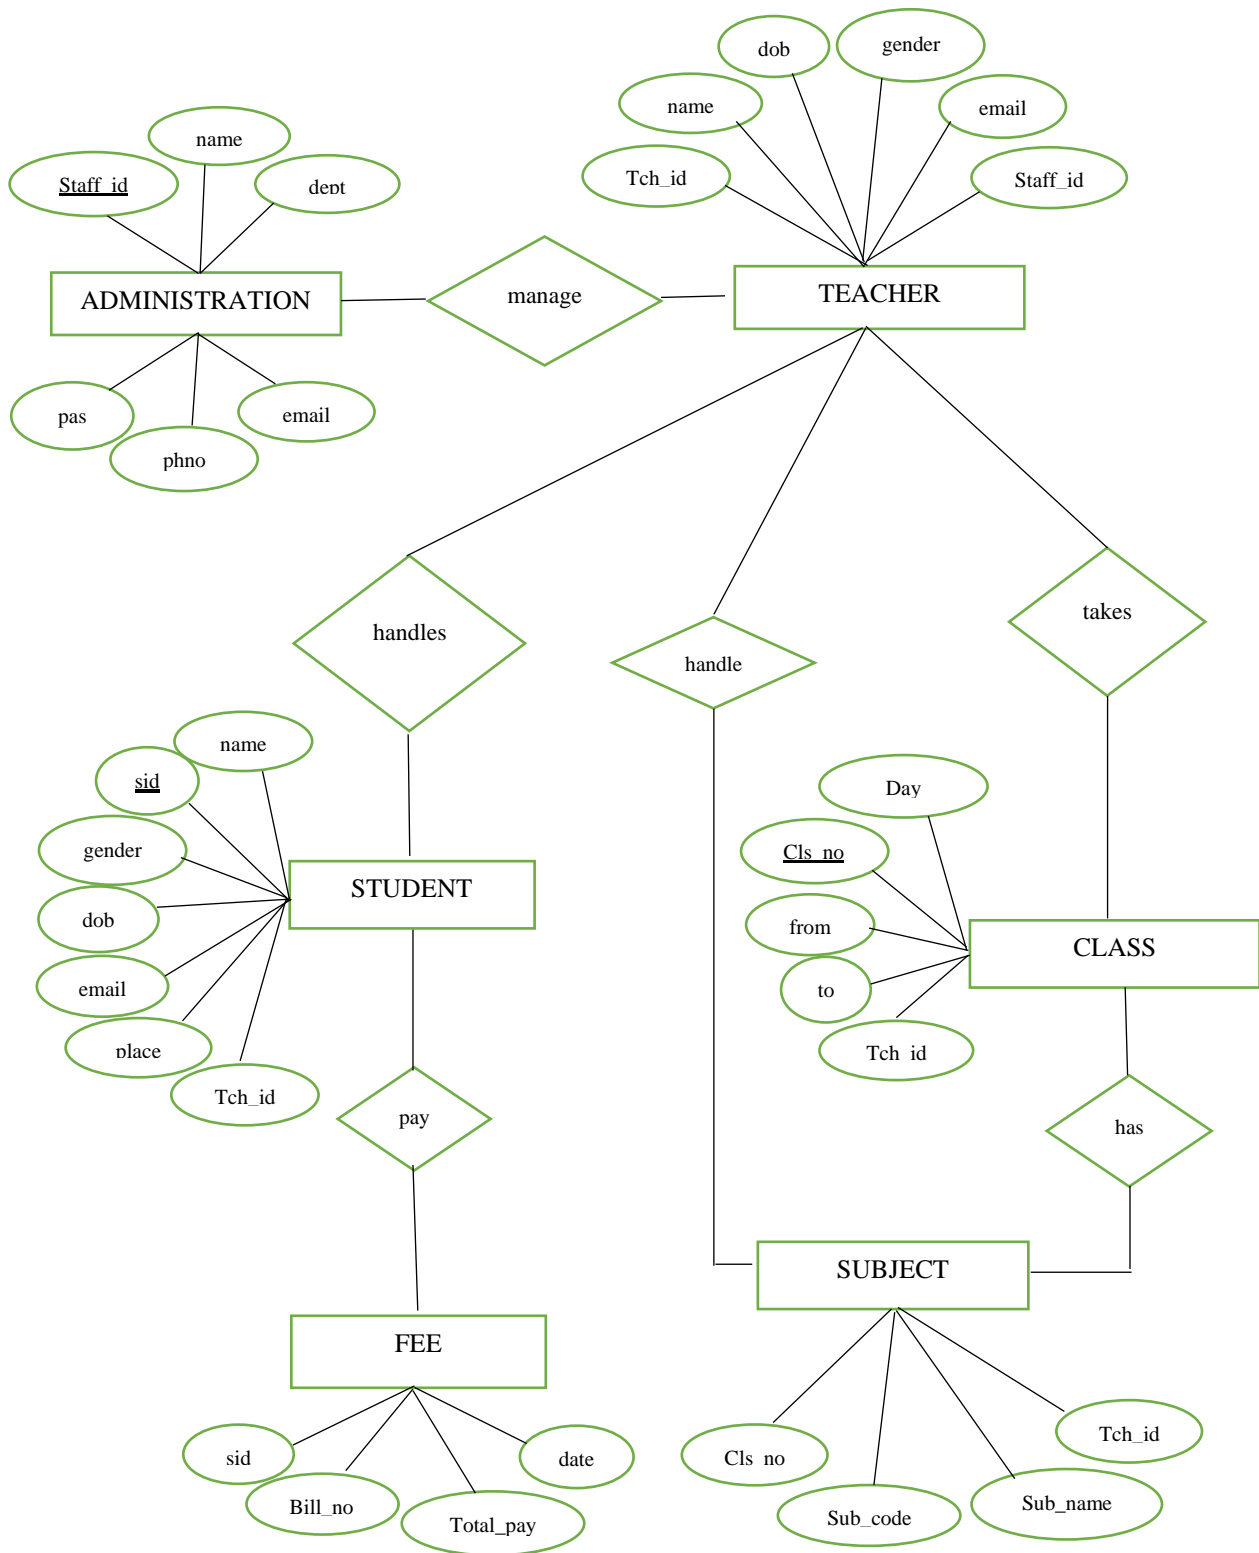 gender
dob
name
email
name
Staff_id
dept
Tch_id
Staff_id
ADMINISTRATION
manage
TEACHER
pas
email
phno
handles
handle
takes
name
sid
Day
gender
Cls_no
STUDENT
dob
from
CLASS
email
to
place
Tch_id
Tch_id
pay
has
SUBJECT
FEE
sid
date
Cls_no
Tch_id
Bill_no
Total_pay
Sub_code
Sub_name